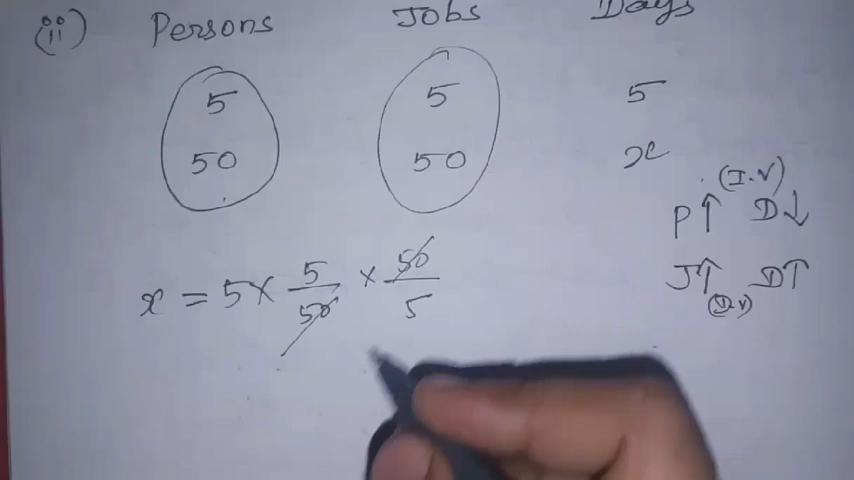 (ii) Persons Jobs Days
5 5 5
50 50 x
(I.V)
P↑ D↓
J↑ D↑
(D.V)
x = 5 × 5/50 × 50/5